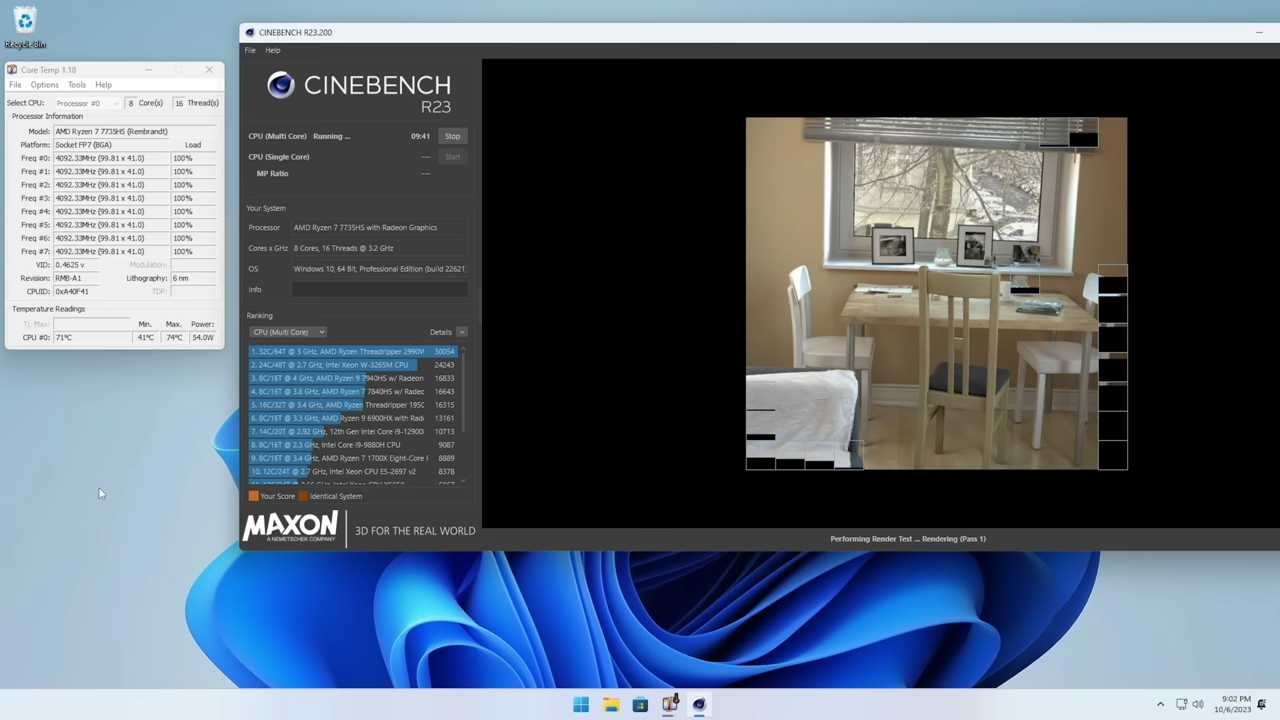 Recycle Bin
Core Temp 1.18
File Options Tools Help
Select CPU: Processor #0 8 Core(s) 16 Thread(s)
Processor Information
Model: AMD Ryzen 7 7735HS (Rembrandt)
Platform: Socket FP7 (BGA) Load
Freq #0: 4092.33MHz (99.81 x 41.0) 100%
Freq #1: 4092.33MHz (99.81 x 41.0) 100%
Freq #2: 4092.33MHz (99.81 x 41.0) 100%
Freq #3: 4092.33MHz (99.81 x 41.0) 100%
Freq #4: 4092.33MHz (99.81 x 41.0) 100%
Freq #5: 4092.33MHz (99.81 x 41.0) 100%
Freq #6: 4092.33MHz (99.81 x 41.0) 100%
Freq #7: 4092.33MHz (99.81 x 41.0) 100%
VID: 0.4625 v Modulation:
Revision: RMB-A1 Lithography: 6 nm
CPUID: 0xA40F41 TDP:
Temperature Readings
Tj. Max:
Min. Max. Power:
CPU #0: 71°C 41°C 74°C 54.0W
CINEBENCH R23.200
File Help
CINEBENCH
R23
CPU (Multi Core) Running ... 09:41 Stop
CPU (Single Core) --- Start
MP Ratio ---
Your System
Processor AMD Ryzen 7 7735HS with Radeon Graphics
Cores x GHz 8 Cores, 16 Threads @ 3.2 GHz
OS Windows 10, 64 Bit, Professional Edition (build 22621
Info
Ranking
CPU (Multi Core) Details
1. 32C/64T @ 3 GHz, AMD Ryzen Threadripper 2990W 30054
2. 24C/48T @ 2.7 GHz, Intel Xeon W-3265M CPU 24243
3. 8C/16T @ 4 GHz, AMD Ryzen 9 7940HS w/ Radeon 16833
4. 8C/16T @ 3.8 GHz, AMD Ryzen 7 7840HS w/ Radeo 16643
5. 16C/32T @ 3.4 GHz, AMD Ryzen Threadripper 195( 16315
6. 8C/16T @ 3.3 GHz, AMD Ryzen 9 6900HX with Rad 13161
7. 14C/20T @ 2.92 GHz, 12th Gen Intel Core i9-1290( 10713
8. 8C/16T @ 2.3 GHz, Intel Core i9-9880H CPU 9087
9. 8C/16T @ 3.4 GHz, AMD Ryzen 7 1700X Eight-Core 8889
10. 12C/24T @ 2.7 GHz, Intel Xeon CPU E5-2697 v2 8378
Your Score Identical System
MAXON 3D FOR THE REAL WORLD
A NEMETSCHEK COMPANY
Performing Render Test ... Rendering (Pass 1)
9:02 PM
10/6/2023